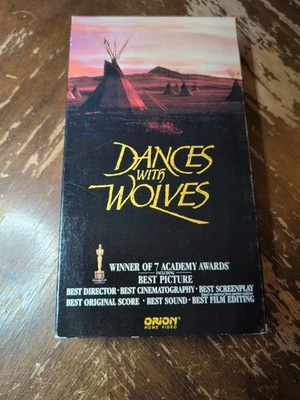 DANCES
WITH
WOLVES
WINNER OF 7 ACADEMY AWARDS
INCLUDING
BEST PICTURE
BEST DIRECTOR · BEST CINEMATOGRAPHY · BEST SCREENPLAY
BEST ORIGINAL SCORE · BEST SOUND · BEST FILM EDITING
ORION
HOME VIDEO